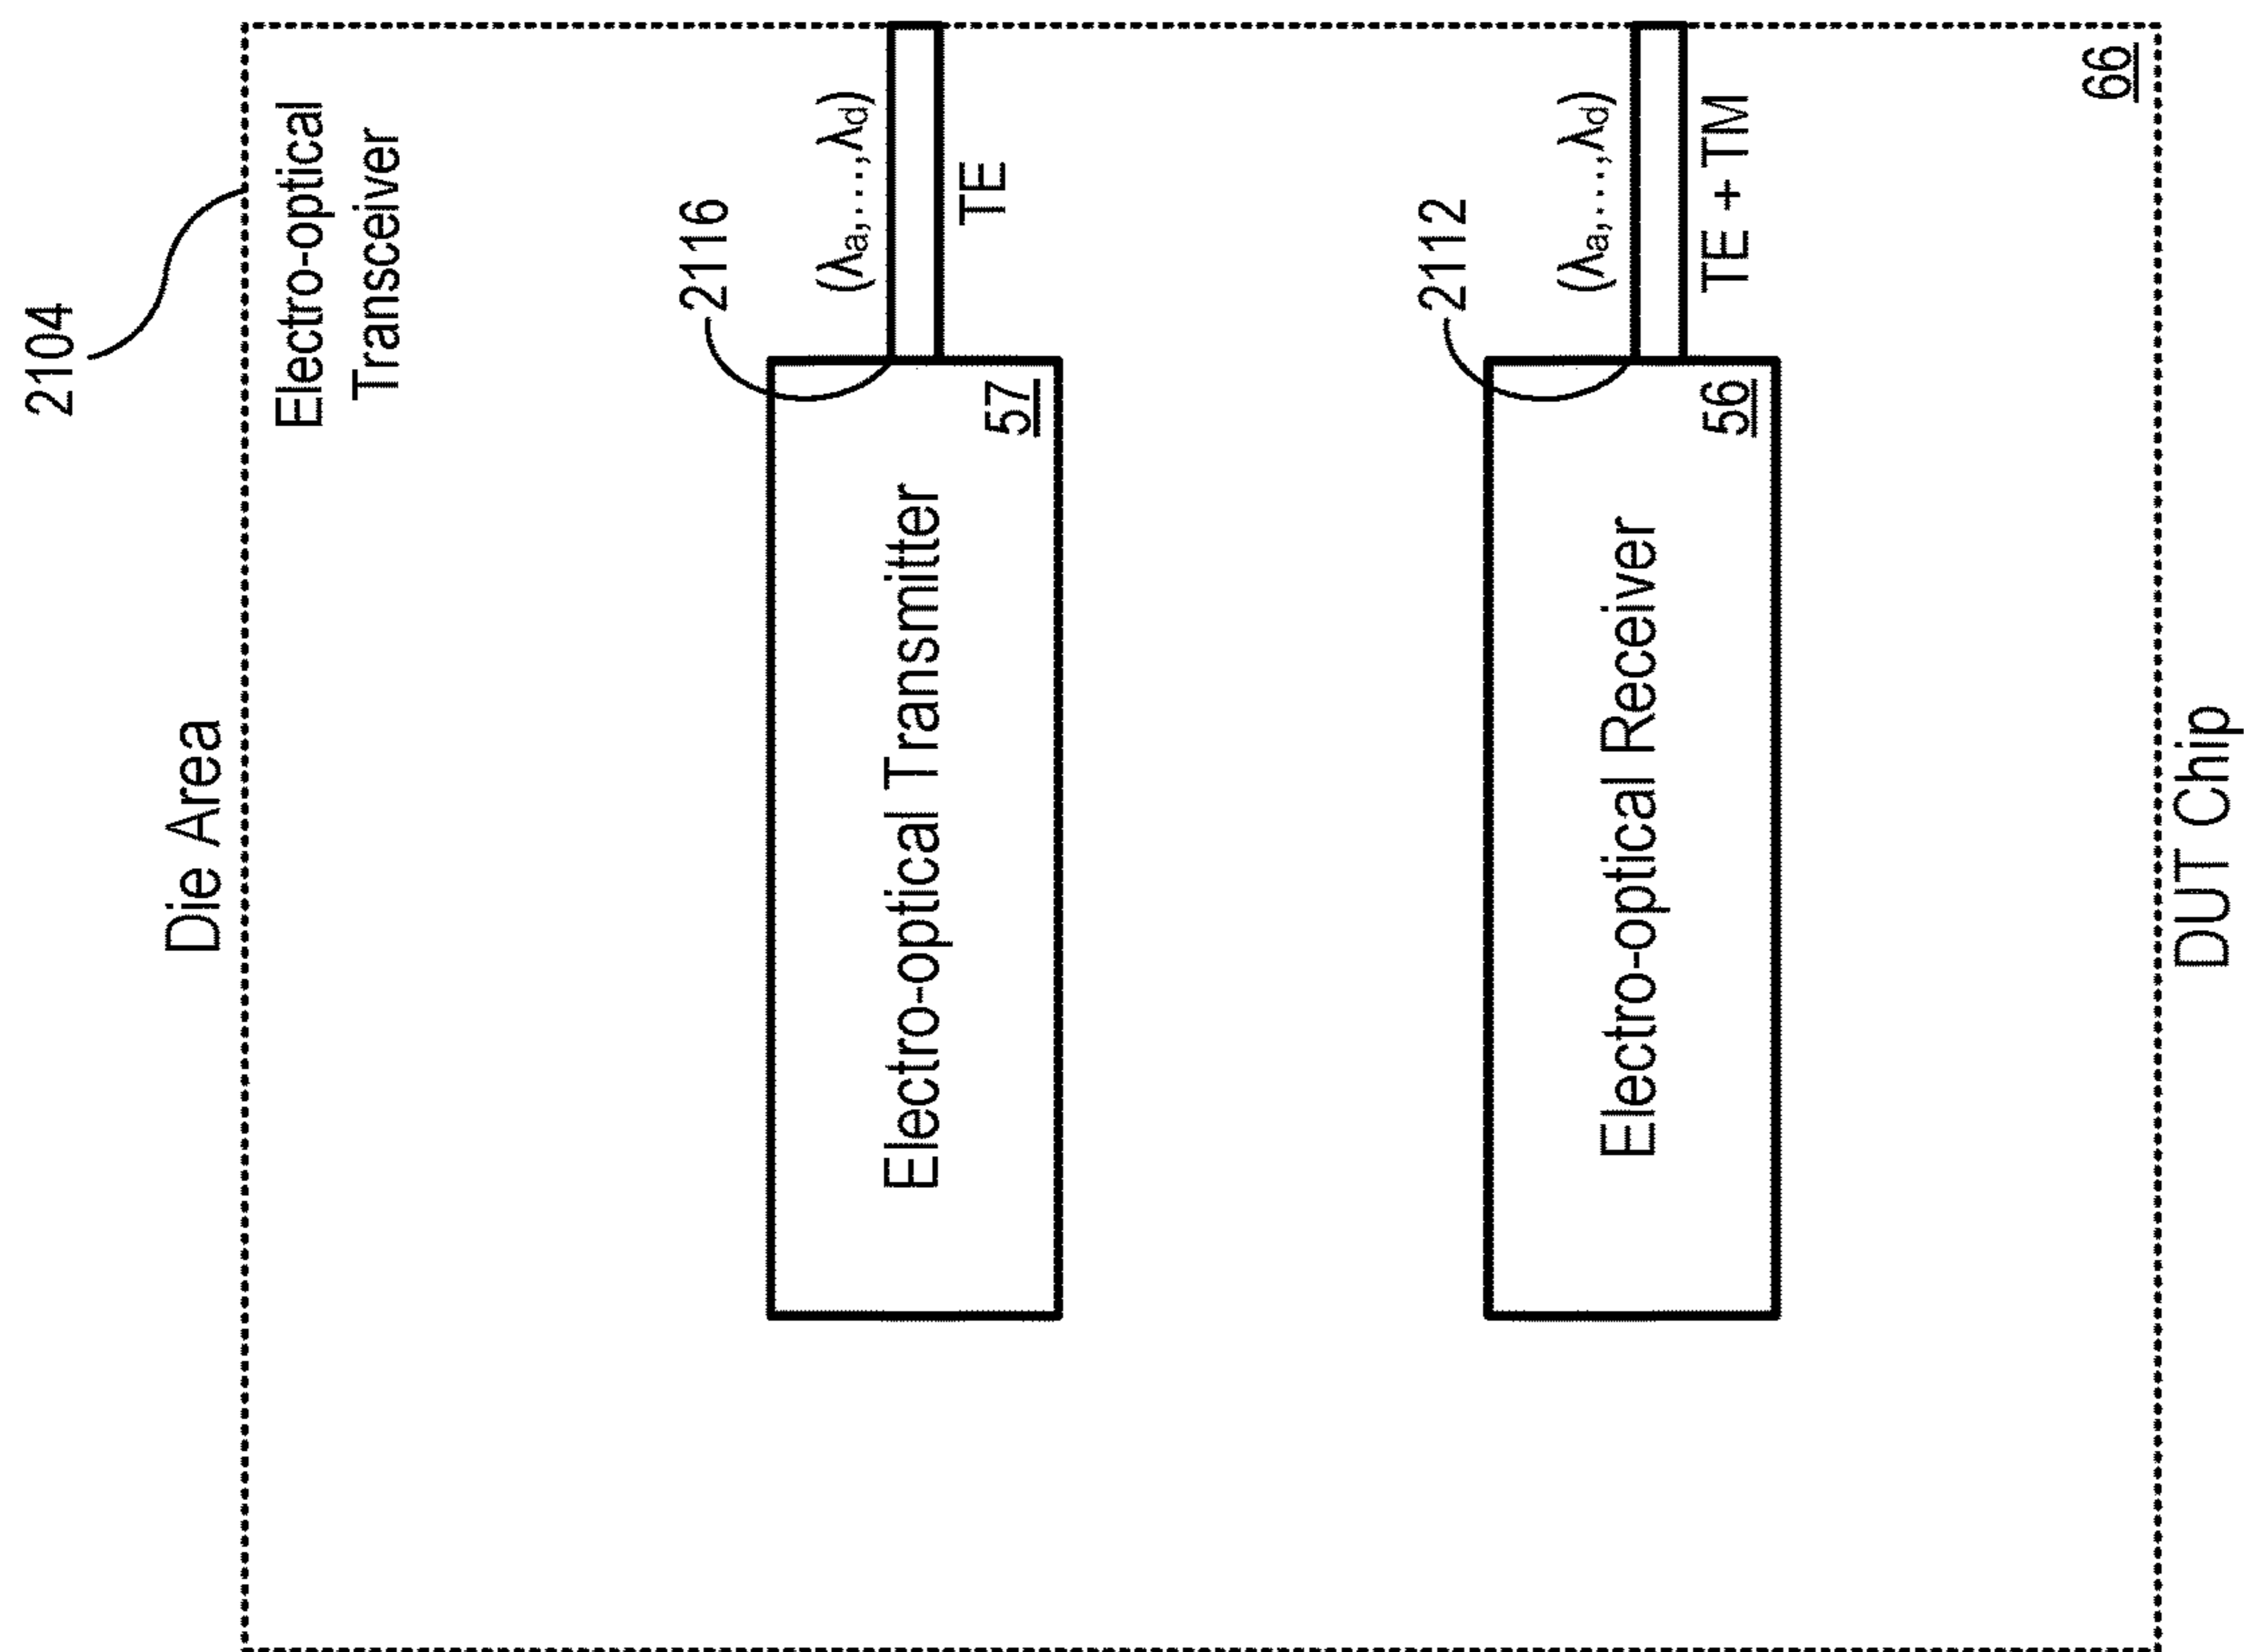 2104
Die Area
Electro-optical
Transceiver
2116
(λa,...,λd)
TE
57
Electro-optical Transmitter
2112
(λa,...,λd)
TE + TM
56
Electro-optical Receiver
66
DUT Chip